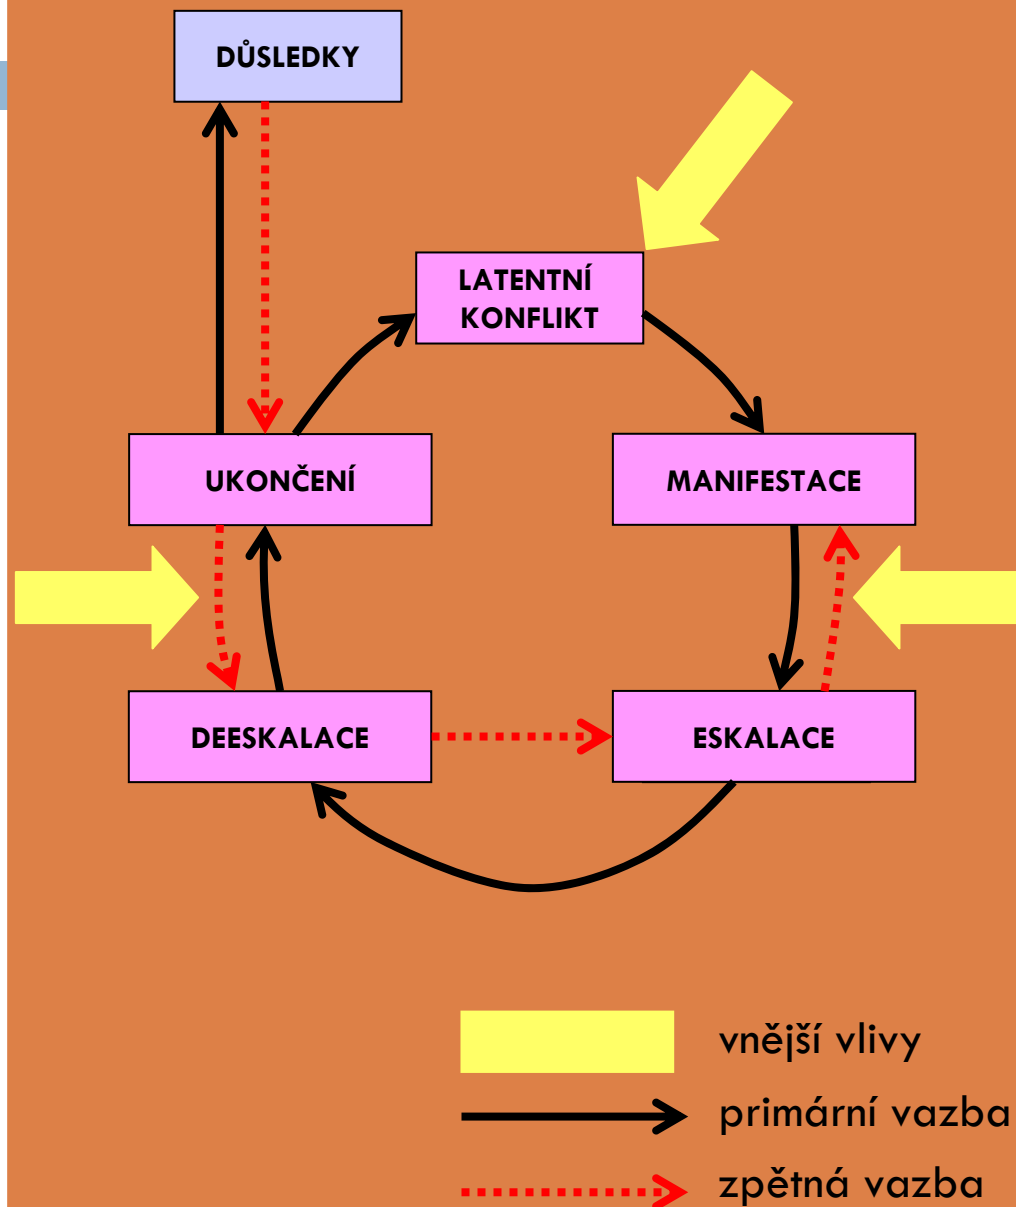 DŮSLEDKY
LATENTNÍ
KONFLIKT
UKONČENÍ
MANIFESTACE
DEESKALACE
ESKALACE
vnější vlivy
primární vazba
zpětná vazba